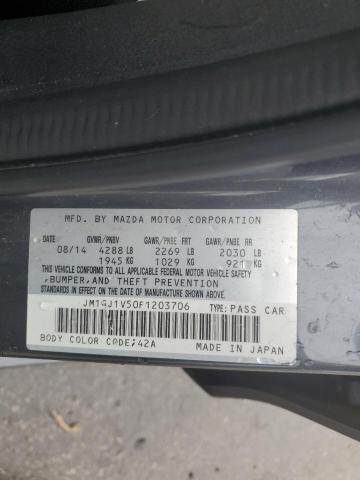 MFD. BY MAZDA MOTOR CORPORATION
GVWR/PNBV GAWR/PNBE FRT GAWR/PNBE RR
08/14 4288 LB 2269 LB 2030 LB
1945 KG 1029 KG 921 KG
THIS VEHICLE CONFORMS TO ALL APPLICABLE FEDERAL MOTOR VEHICLE SAFETY
,BUMPER,AND THEFT PREVENTION
STANDARDS IN EFFECT ON THE DATE OF MANUFACTURE SHOWN ABOVE.
JM1GJ1V50F1203706 TYPE: PASS CAR
BODY COLOR CODE;42A MADE IN JAPAN